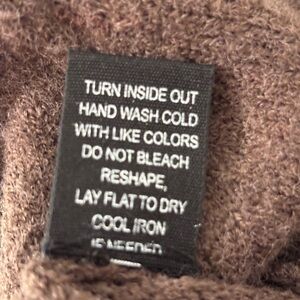 TURN INSIDE OUT
HAND WASH COLD
WITH LIKE COLORS
DO NOT BLEACH
RESHAPE,
LAY FLAT TO DRY
COOL IRON
IF NEEDED